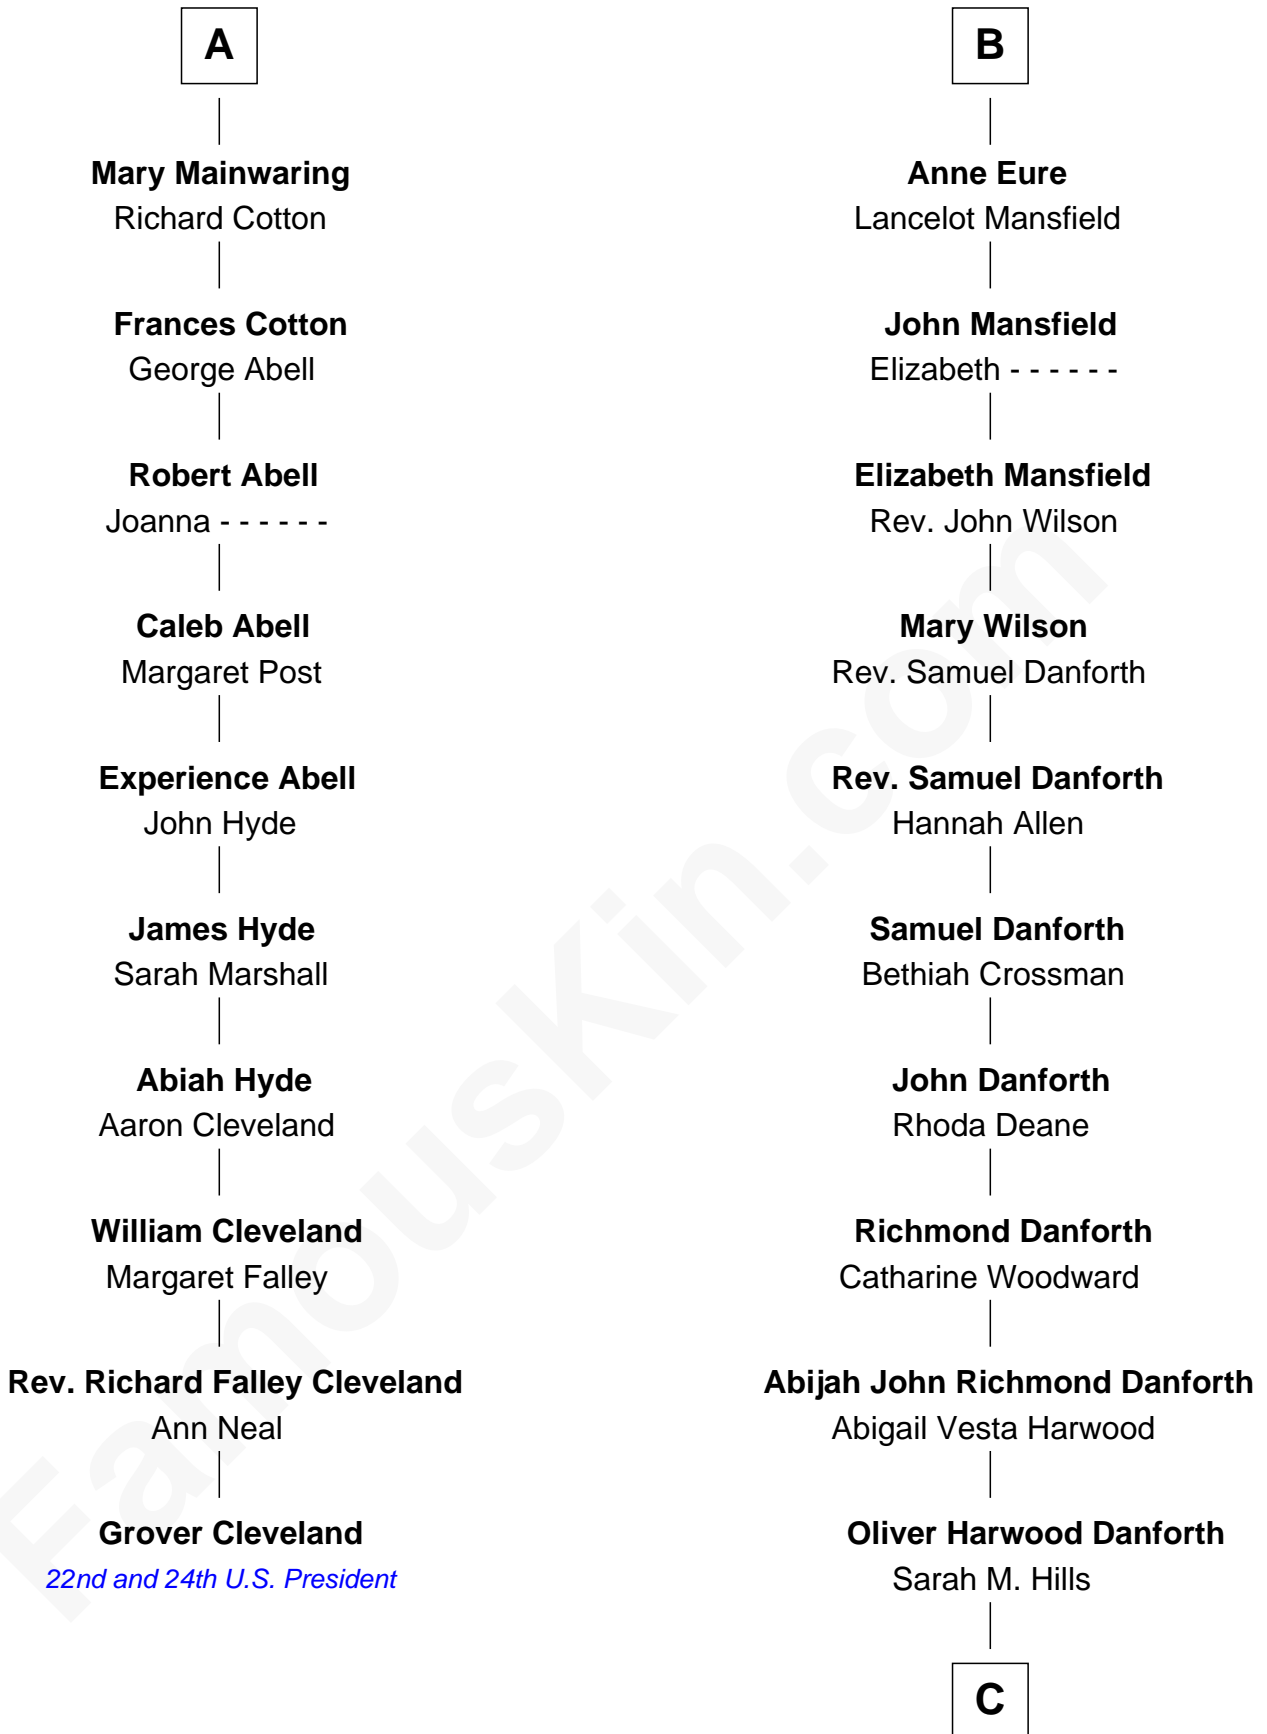 A
Mary Mainwaring
Richard Cotton
Frances Cotton
George Abell
Robert Abell
Joanna - - - - - -
Caleb Abell
Margaret Post
Experience Abell
John Hyde
James Hyde
Sarah Marshall
Abiah Hyde
Aaron Cleveland
William Cleveland
Margaret Falley
Rev. Richard Falley Cleveland
Ann Neal
Grover Cleveland
22nd and 24th U.S. President
B
Anne Eure
Lancelot Mansfield
John Mansfield
Elizabeth - - - - - -
Elizabeth Mansfield
Rev. John Wilson
Mary Wilson
Rev. Samuel Danforth
Rev. Samuel Danforth
Hannah Allen
Samuel Danforth
Bethiah Crossman
John Danforth
Rhoda Deane
Richmond Danforth
Catharine Woodward
Abijah John Richmond Danforth
Abigail Vesta Harwood
Oliver Harwood Danforth
Sarah M. Hills
C
FamousKin.com